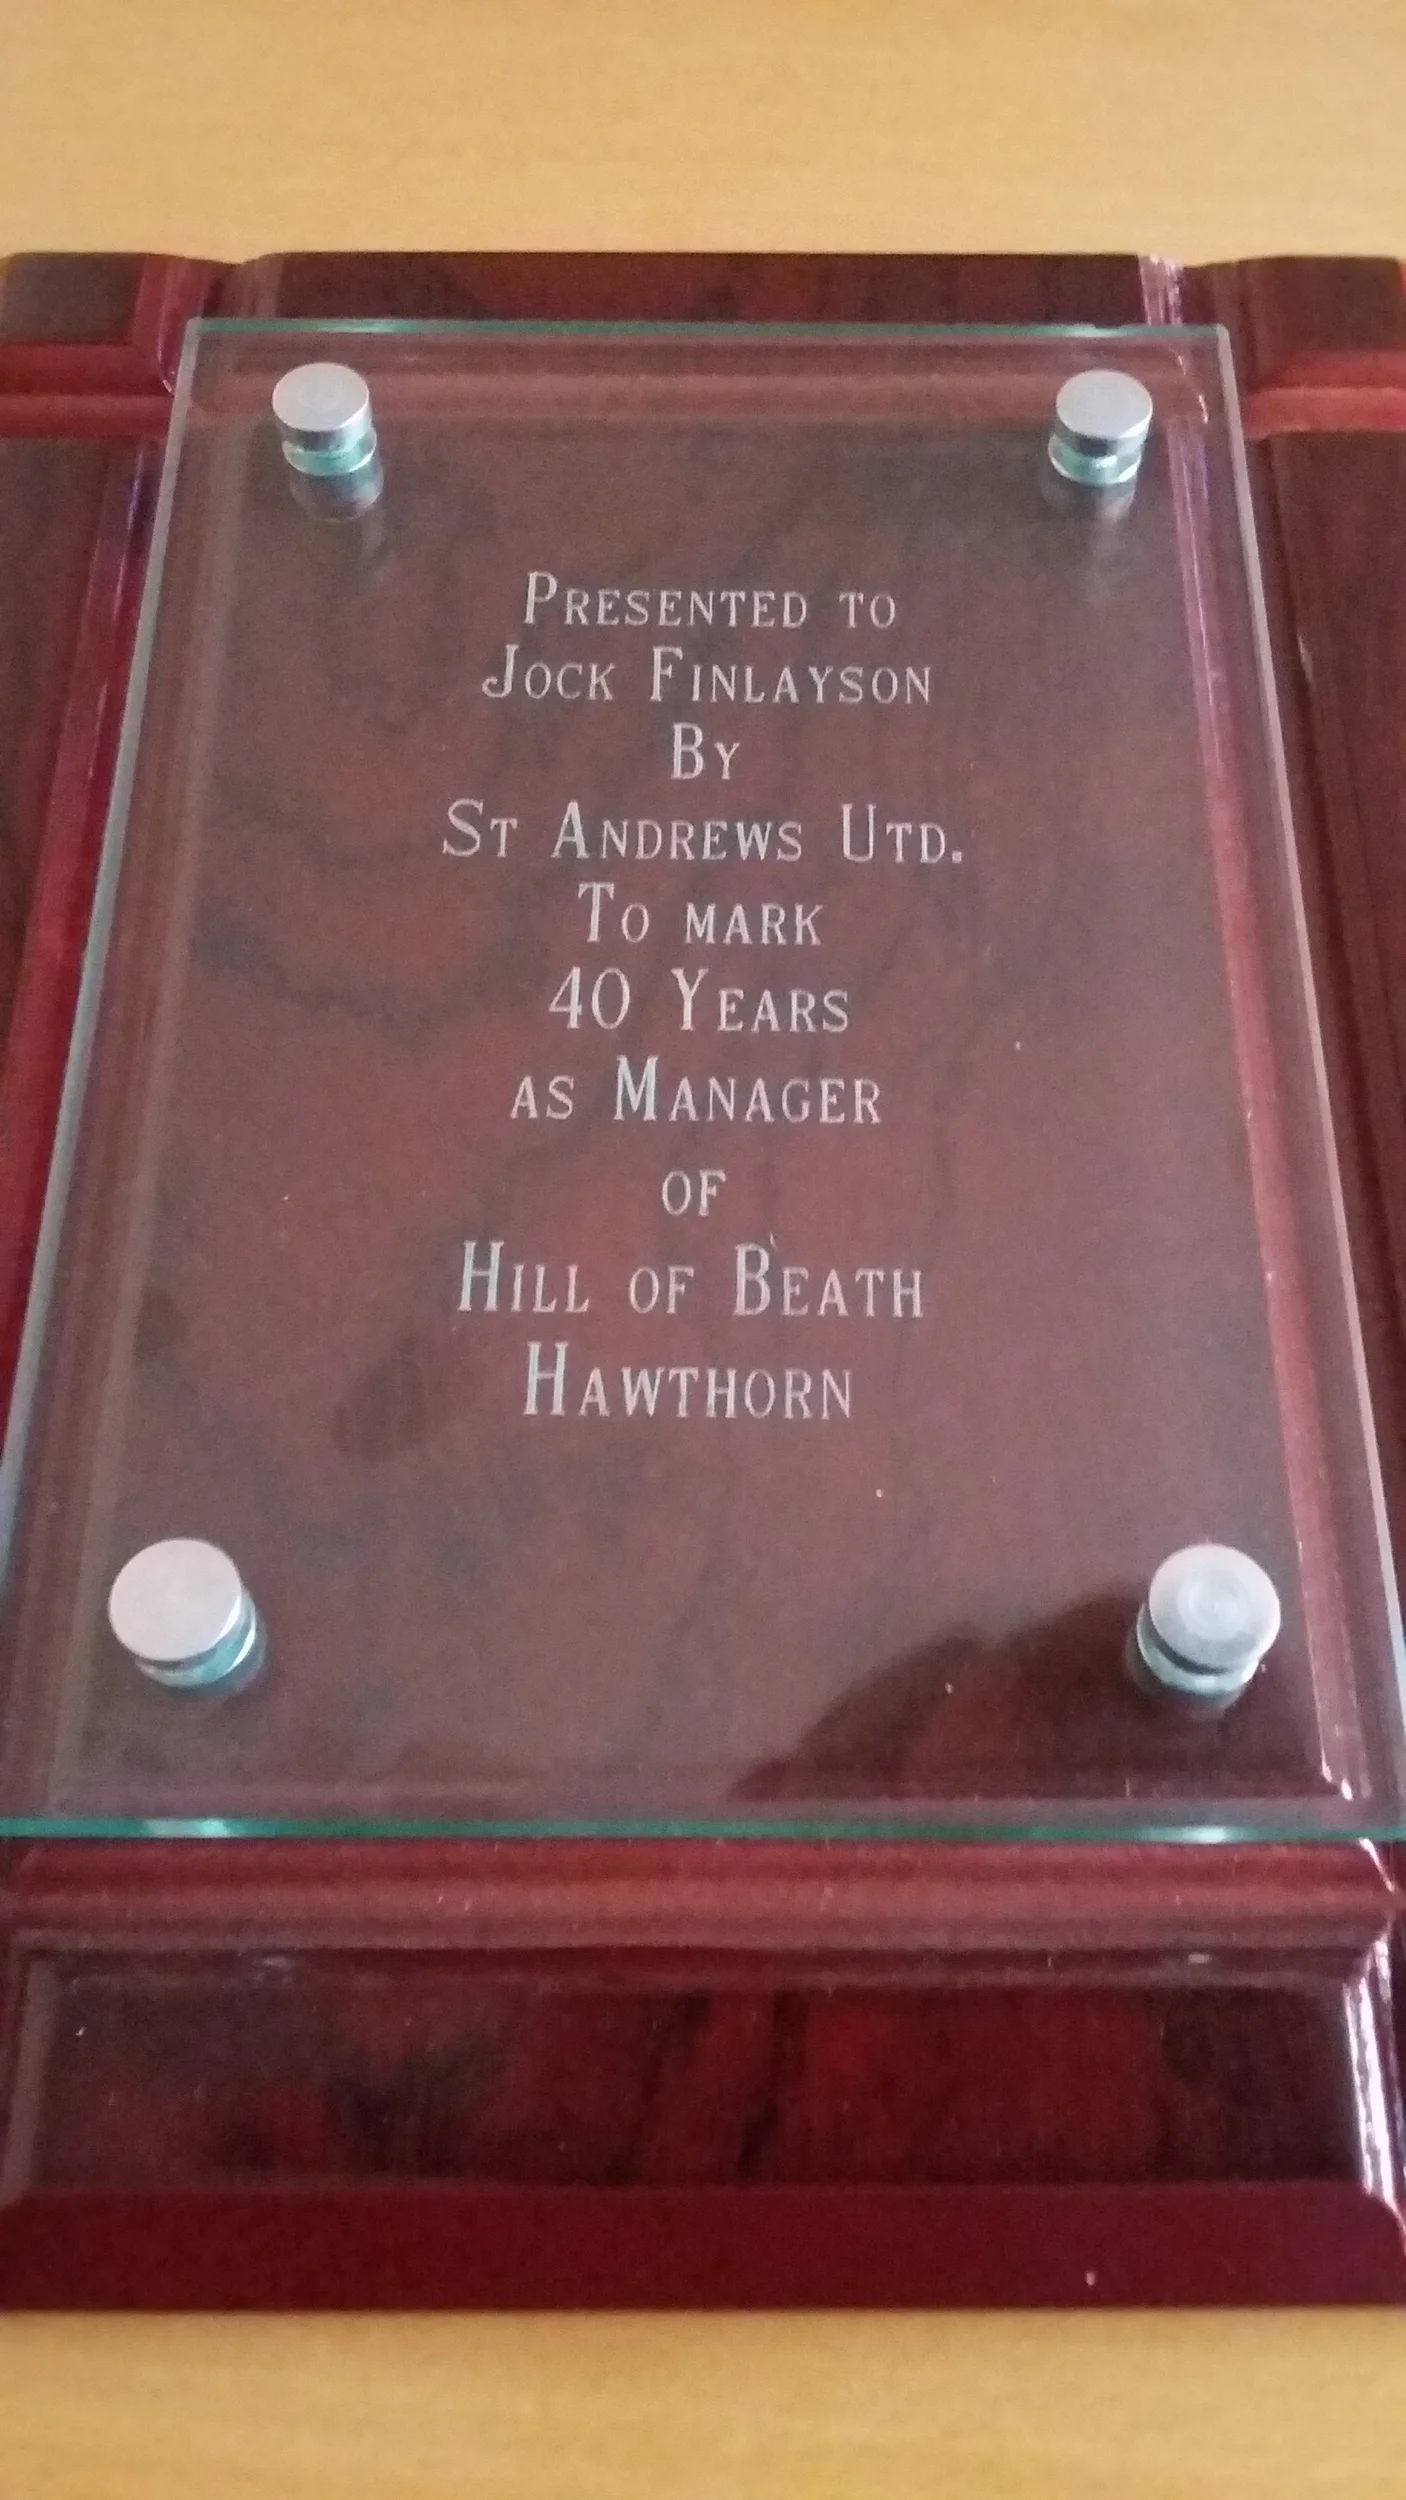 Presented to
Jock Finlayson
By
St Andrews Utd.
To mark
40 Years
as Manager
of
Hill of Beath
Hawthorn